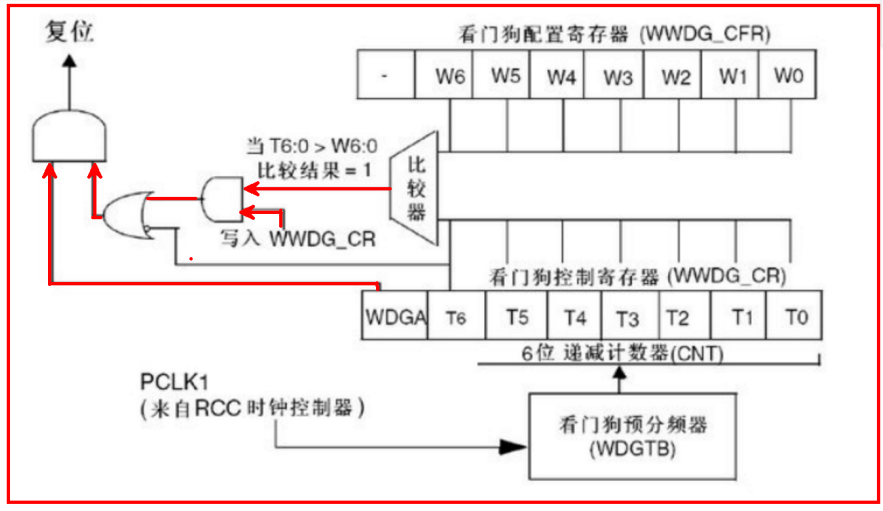 复位
看门狗配置寄存器 (WWDG_CFR)
- W6 W5 W4 W3 W2 W1 W0
当 T6:0 > W6:0
比较结果 = 1
比较器
写入 WWDG_CR
看门狗控制寄存器 (WWDG_CR)
WDGA T6 T5 T4 T3 T2 T1 T0
6位 递减计数器(CNT)
PCLK1
(来自RCC 时钟控制器)
看门狗预分频器
(WDGTB)